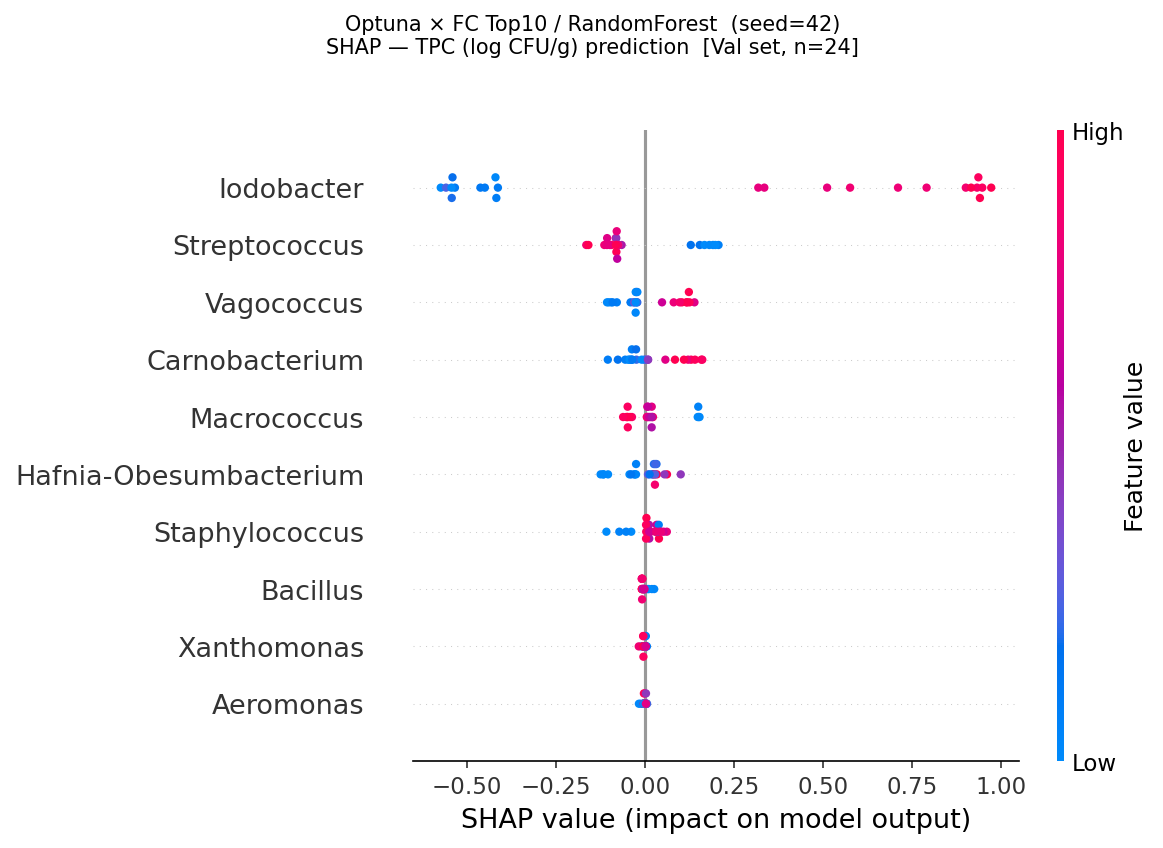 Optuna × FC Top10 / RandomForest  (seed=42)
SHAP — TPC (log CFU/g) prediction  [Val set, n=24]
High
Iodobacter
Streptococcus
Vagococcus
Carnobacterium
Macrococcus
Hafnia-Obesumbacterium
Staphylococcus
Bacillus
Xanthomonas
Aeromonas
Feature value
Low
−0.50 −0.25 0.00 0.25 0.50 0.75 1.00
SHAP value (impact on model output)